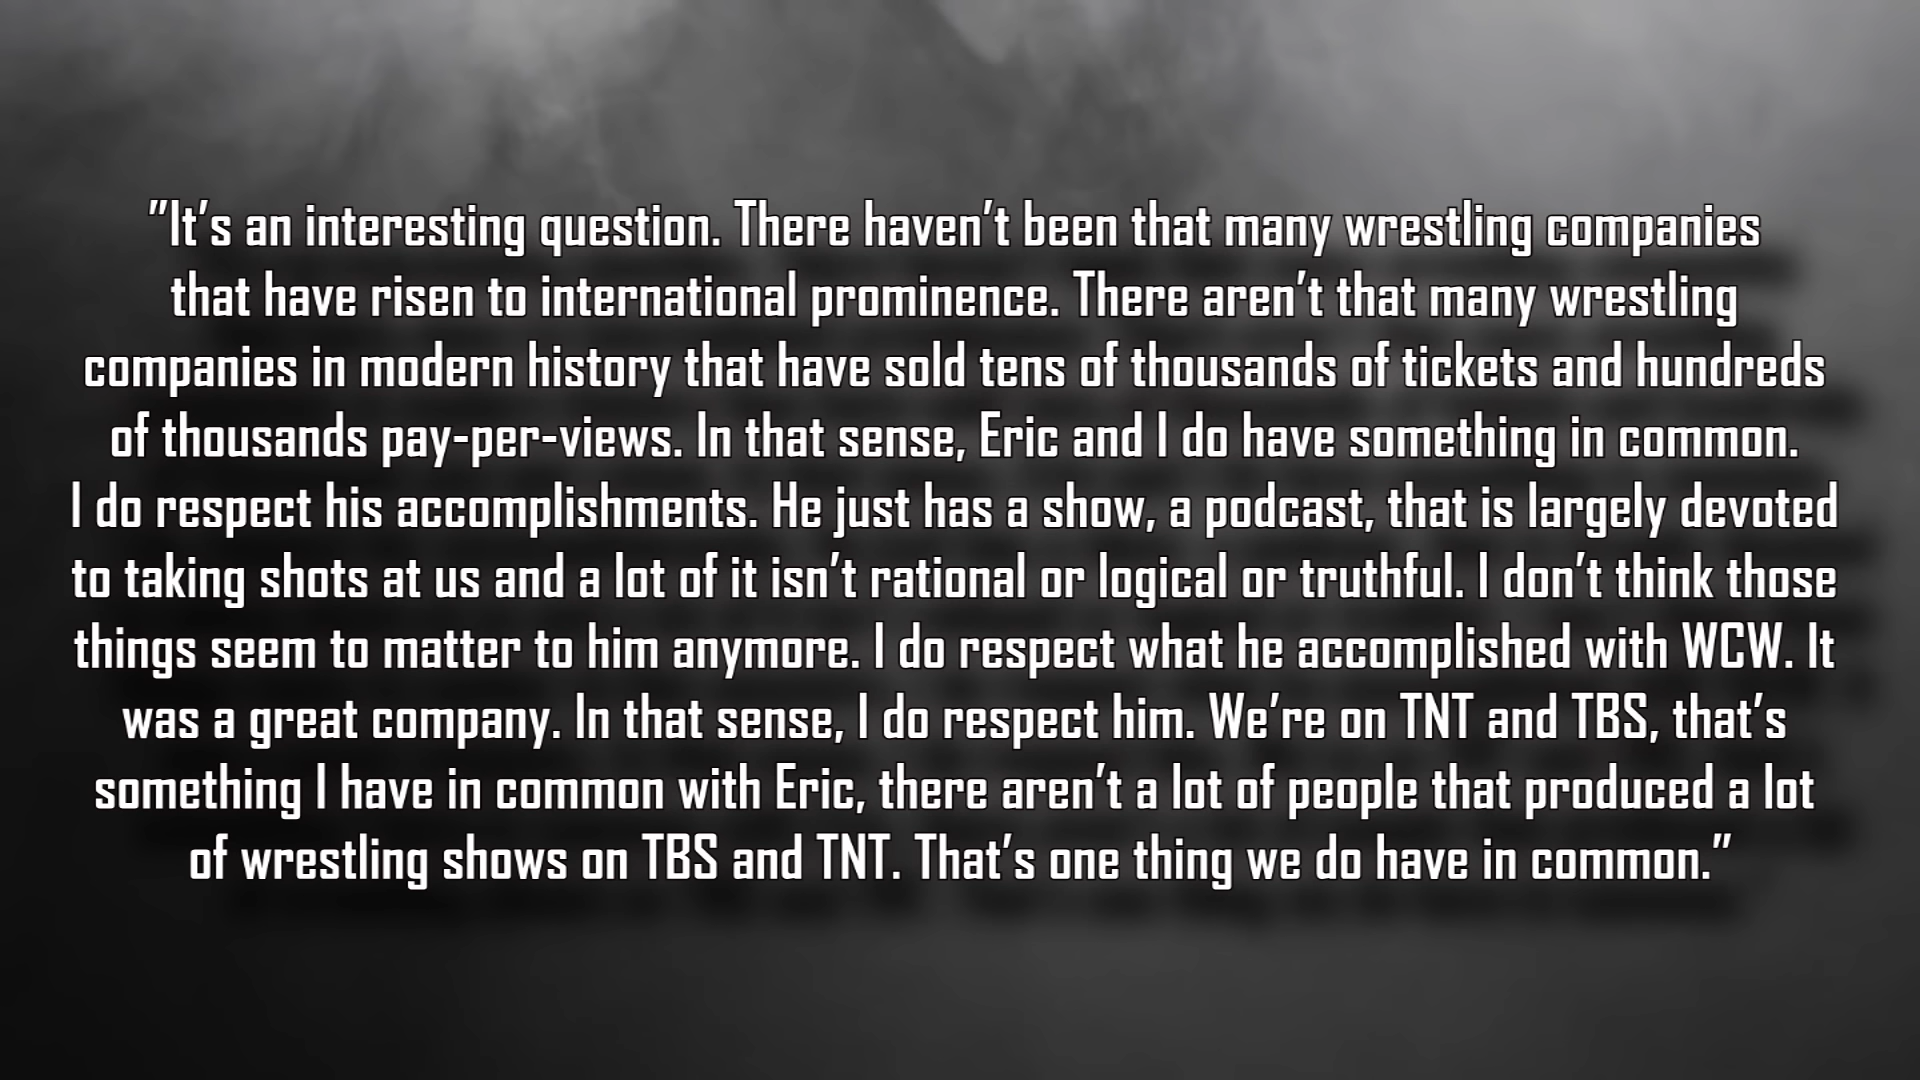 "It's an interesting question. There haven't been that many wrestling companies
that have risen to international prominence. There aren't that many wrestling
companies in modern history that have sold tens of thousands of tickets and hundreds
of thousands pay-per-views. In that sense, Eric and I do have something in common.
I do respect his accomplishments. He just has a show, a podcast, that is largely devoted
to taking shots at us and a lot of it isn't rational or logical or truthful. I don't think those
things seem to matter to him anymore. I do respect what he accomplished with WCW. It
was a great company. In that sense, I do respect him. We're on TNT and TBS, that's
something I have in common with Eric, there aren't a lot of people that produced a lot
of wrestling shows on TBS and TNT. That's one thing we do have in common."